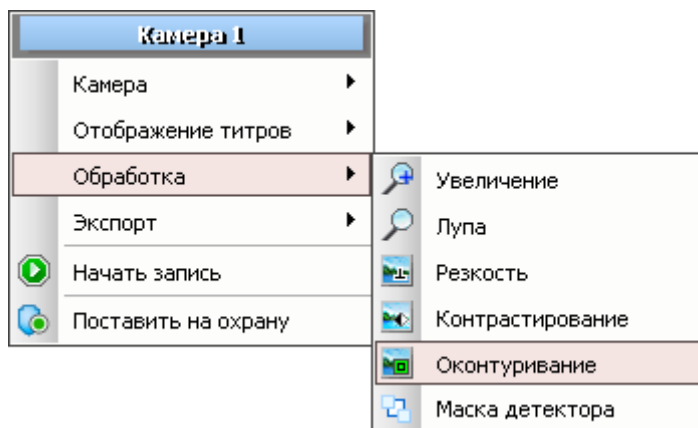 Камера 1
Камера
Отображение титров
Обработка
Экспорт
Начать запись
Поставить на охрану
Увеличение
Лупа
Резкость
Контрастирование
Оконтуривание
Маска детектора